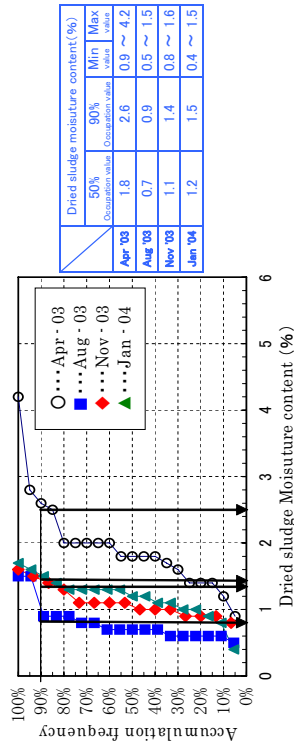 Accumulation frequency
100%
90%
80%
70%
60%
50%
40%
30%
20%
10%
0%
0 1 2 3 4 5 6
Dried sludge Moisuture content (%)
···Apr - 03
···Aug - 03
···Nov - 03
···Jan - 04
Dried sludge moisuture content(%)
50% Occupation value 90% Occupation value Min value Max value
Apr '03 1.8 2.6 0.9 ～ 4.2
Aug '03 0.7 0.9 0.5 ～ 1.5
Nov '03 1.1 1.4 0.8 ～ 1.6
Jan '04 1.2 1.5 0.4 ～ 1.5